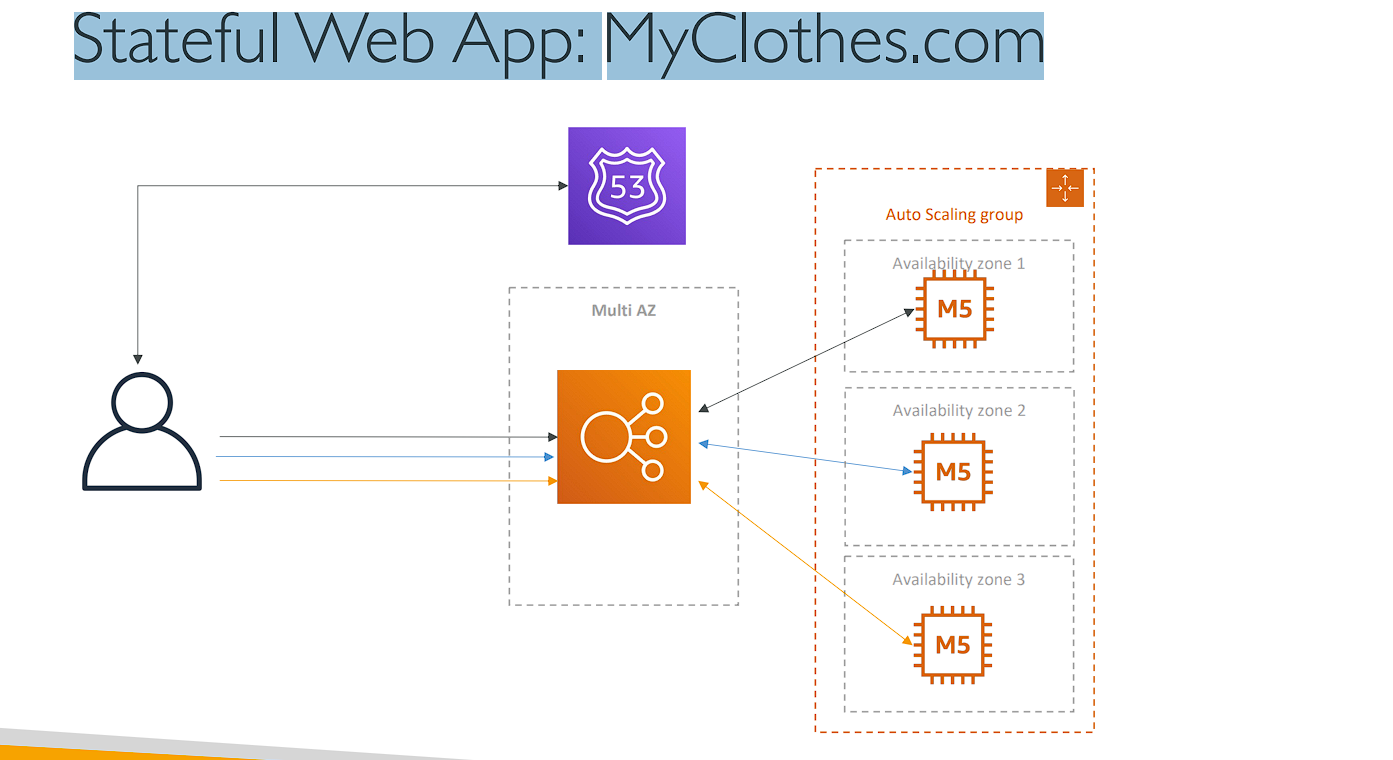 Stateful Web App: MyClothes.com
53
Auto Scaling group
Availability zone 1
M5
Multi AZ
Availability zone 2
M5
Availability zone 3
M5